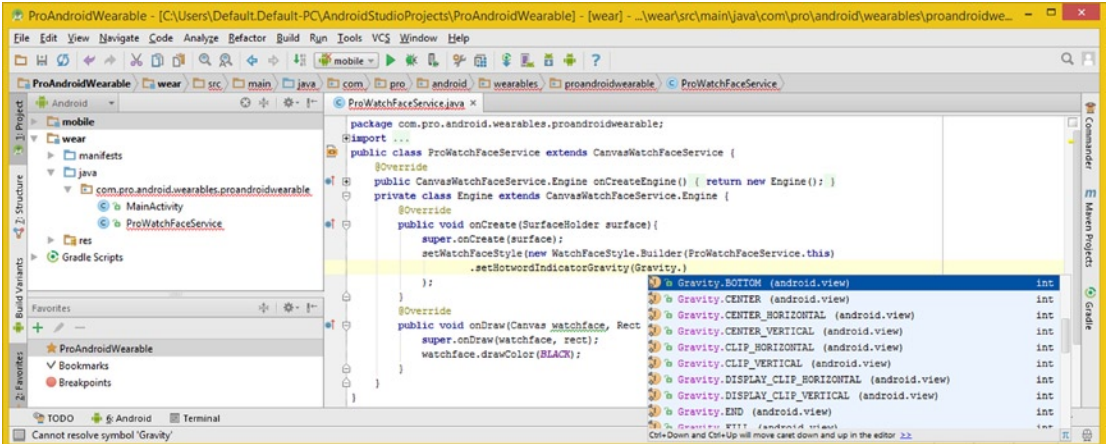 ProAndroidWearable - [C:\Users\Default.Default-PC\AndroidStudioProjects\ProAndroidWearable] - [wear] - ...\wear\src\main\java\com\pro\android\wearables\proandroidwe...
File Edit View Navigate Code Analyze Refactor Build Run Tools VCS Window Help
mobile
ProAndroidWearable wear src main java com pro android wearables proandroidwearable ProWatchFaceService
1: Project
Z: Structure
Build Variants
2: Favorites
Android
mobile
wear
manifests
java
com.pro.android.wearables.proandroidwearable
MainActivity
ProWatchFaceService
res
Gradle Scripts
Favorites
ProAndroidWearable
Bookmarks
Breakpoints
ProWatchFaceService.java
package com.pro.android.wearables.proandroidwearable;
import ...
public class ProWatchFaceService extends CanvasWatchFaceService {
@Override
public CanvasWatchFaceService.Engine onCreateEngine() { return new Engine(); }
private class Engine extends CanvasWatchFaceService.Engine {
@Override
public void onCreate(SurfaceHolder surface){
super.onCreate(surface);
setWatchFaceStyle(new WatchFaceStyle.Builder(ProWatchFaceService.this)
.setHotwordIndicatorGravity(Gravity.)
);
}
@Override
public void onDraw(Canvas watchface, Rect
super.onDraw(watchface, rect);
watchface.drawColor(BLACK);
}
}
}
Gravity.BOTTOM (android.view) int
Gravity.CENTER (android.view) int
Gravity.CENTER_HORIZONTAL (android.view) int
Gravity.CENTER_VERTICAL (android.view) int
Gravity.CLIP_HORIZONTAL (android.view) int
Gravity.CLIP_VERTICAL (android.view) int
Gravity.DISPLAY_CLIP_HORIZONTAL (android.view) int
Gravity.DISPLAY_CLIP_VERTICAL (android.view) int
Gravity.END (android.view) int
Gravity.FILL (android.view) int
Ctrl+Down and Ctrl+Up will move caret down and up in the editor >>
Commander
Maven Projects
Gradle
TODO 6: Android Terminal
Cannot resolve symbol 'Gravity'